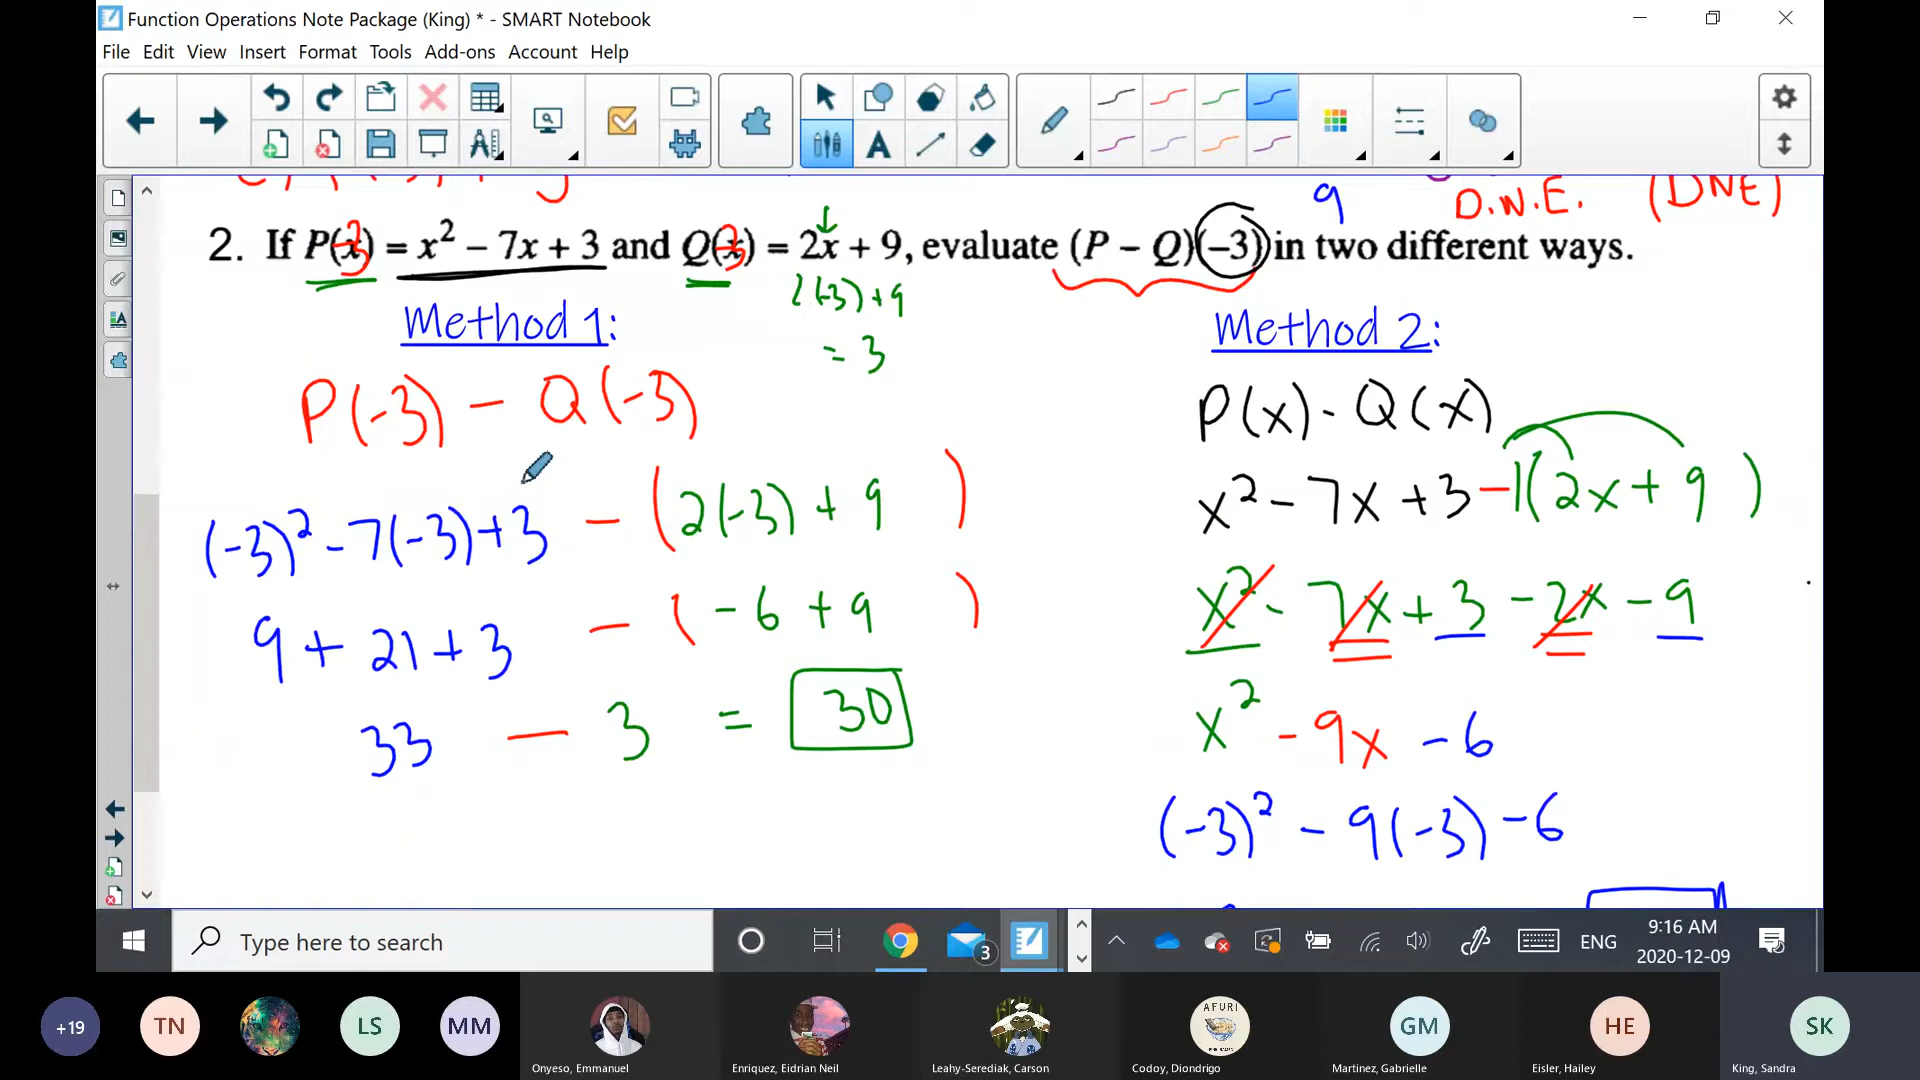 Function Operations Note Package (King) * - SMART Notebook
File Edit View Insert Format Tools Add-ons Account Help
9 D.N.E. (DNE)
2. If P(x) = x² − 7x + 3 and Q(x) = 2x + 9, evaluate (P − Q)(−3) in two different ways.
-3 -3
2(-3) + 9
= 3
Method 1:
P(-3) - Q(-3)
(-3)² - 7(-3) + 3 - (2(-3) + 9)
9 + 21 + 3 - (-6 + 9)
33 - 3 = 30
Method 2:
P(x) - Q(x)
x² - 7x + 3 - 1(2x + 9)
x² - 7x + 3 - 2x - 9
x² - 9x - 6
(-3)² - 9(-3) - 6
Type here to search
3
ENG
9:16 AM
2020-12-09
+19 TN LS MM AFURI GM HE SK
Onyeso, Emmanuel
Enriquez, Eidrian Neil
Leahy-Serediak, Carson
Codoy, Diondrigo
Martinez, Gabrielle
Eisler, Hailey
King, Sandra